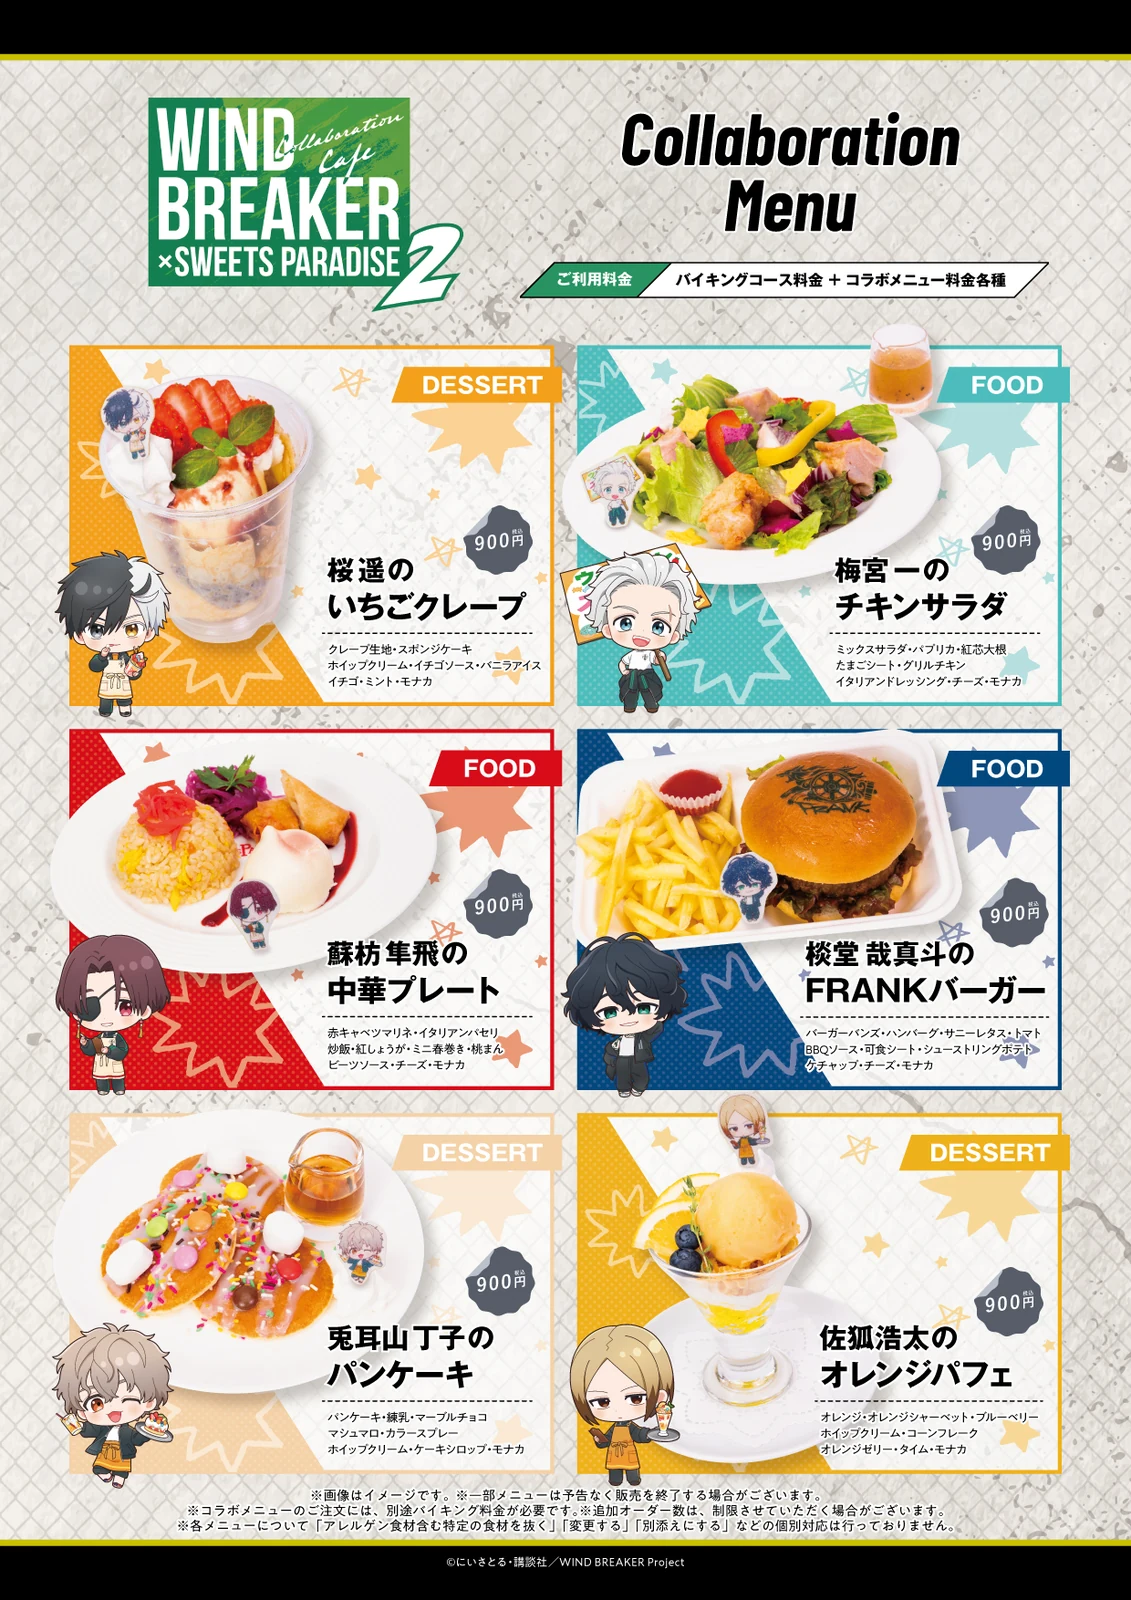 WIND
Collaboration
Cafe
BREAKER
×SWEETS PARADISE
2
Collaboration
Menu
ご利用料金
バイキングコース料金 ＋ コラボメニュー料金各種
DESSERT
税込
900円
桜 遥の
いちごクレープ
クレープ生地・スポンジケーキ
ホイップクリーム・イチゴソース・バニラアイス
イチゴ・ミント・モナカ
FOOD
税込
900円
梅宮 一の
チキンサラダ
ミックスサラダ・パプリカ・紅芯大根
たまごシート・グリルチキン
イタリアンドレッシング・チーズ・モナカ
FOOD
税込
900円
蘇枋 隼飛の
中華プレート
赤キャベツマリネ・イタリアンパセリ
炒飯・紅しょうが・ミニ春巻き・桃まん
ビーツソース・チーズ・モナカ
FOOD
FRANK
税込
900円
棪堂 哉真斗の
FRANKバーガー
バーガーバンズ・ハンバーグ・サニーレタス・トマト
BBQソース・可食シート・シューストリングポテト
ケチャップ・チーズ・モナカ
DESSERT
税込
900円
兎耳山 丁子の
パンケーキ
パンケーキ・練乳・マーブルチョコ
マシュマロ・カラースプレー
ホイップクリーム・ケーキシロップ・モナカ
DESSERT
税込
900円
佐狐浩太の
オレンジパフェ
オレンジ・オレンジシャーベット・ブルーベリー
ホイップクリーム・コーンフレーク
オレンジゼリー・タイム・モナカ
※画像はイメージです。※一部メニューは予告なく販売を終了する場合がございます。
※コラボメニューのご注文には、別途バイキング料金が必要です。※追加オーダー数は、制限させていただく場合がございます。
※各メニューについて「アレルゲン食材含む特定の食材を抜く」「変更する」「別添えにする」などの個別対応は行っておりません。
©にいさとる・講談社／WIND BREAKER Project